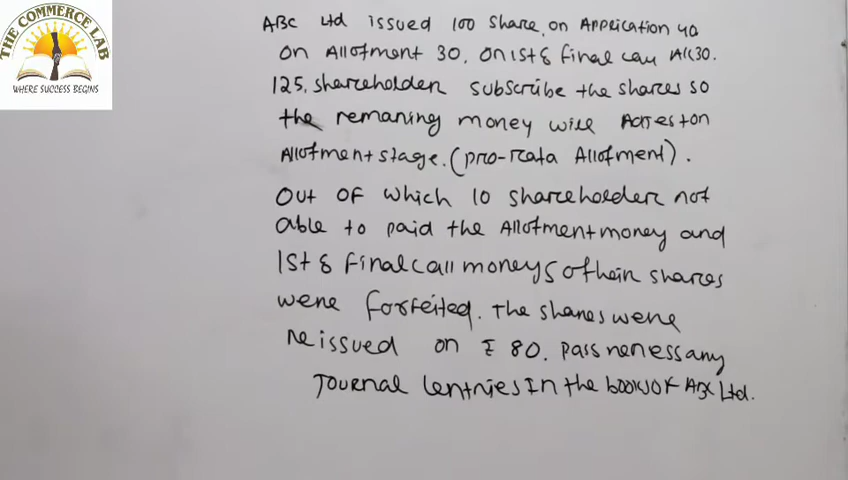 THE COMMERCE LAB
WHERE SUCCESS BEGINS
ABC Ltd issued 100 share, on Application 40
on Allotment 30, on 1st & final call 30.
125, shareholder subscribe the shares so
the remaning money will on
Allotment stage. (pro-rata Allotment).
Out of which 10 shareholder not
able to paid the Allotment money and
1st & final call money, of heir shares
were forfeited. The shares were
reissued on ₹ 80. Pass nenessary
Journal entries In the books of ABC Ltd.